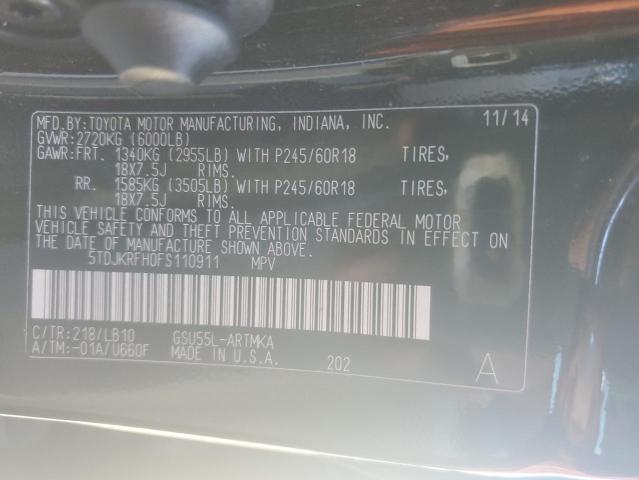 MFD. BY: TOYOTA MOTOR MANUFACTURING, INDIANA, INC. 11/14
GVWR: 2720KG (6000LB)
GAWR: FRT. 1340KG (2955LB) WITH P245/60R18 TIRES,
18X7.5J RIMS.
RR. 1585KG (3505LB) WITH P245/60R18 TIRES,
18X7.5J RIMS.
THIS VEHICLE CONFORMS TO ALL APPLICABLE FEDERAL MOTOR
VEHICLE SAFETY AND THEFT PREVENTION STANDARDS IN EFFECT ON
THE DATE OF MANUFACTURE SHOWN ABOVE.
5TDJKRFH0FS110911 MPV
C/TR: 218/LB10 GSU55L-ARTMKA
A/TM: -01A/U660F MADE IN U.S.A. 202 A